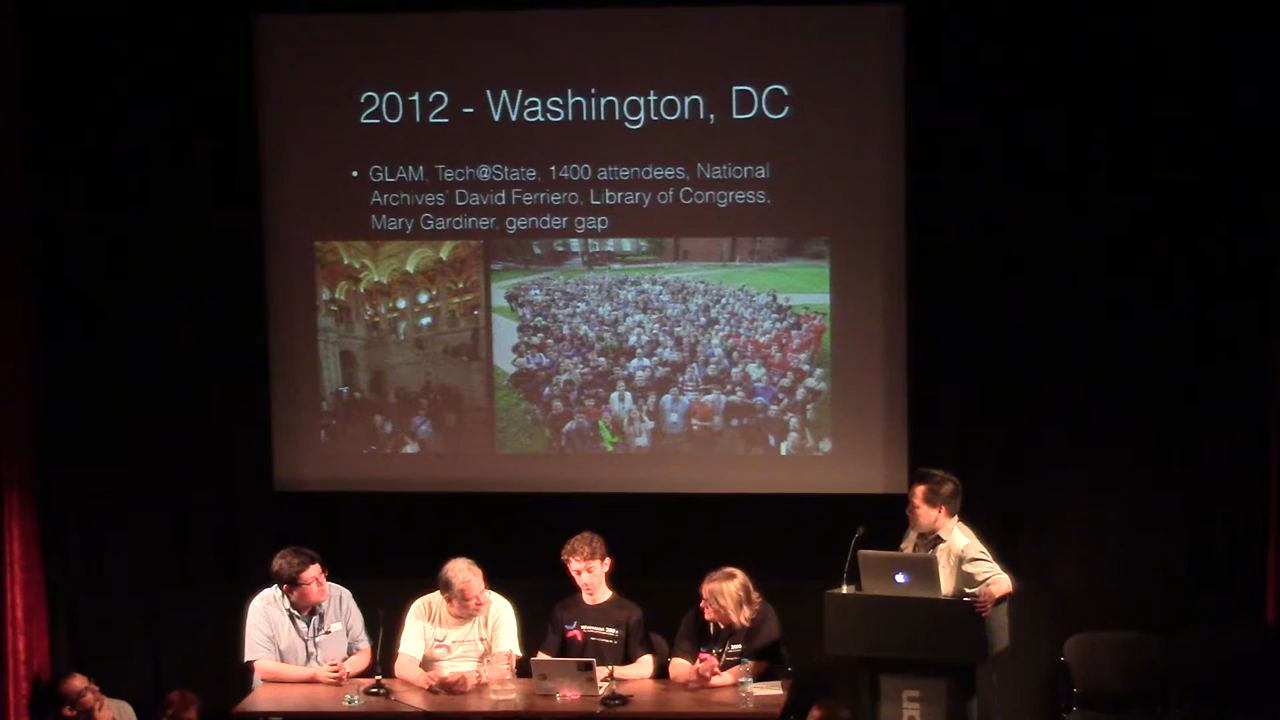 2012 - Washington, DC
• GLAM, Tech@State, 1400 attendees, National
Archives' David Ferriero, Library of Congress,
Mary Gardiner, gender gap